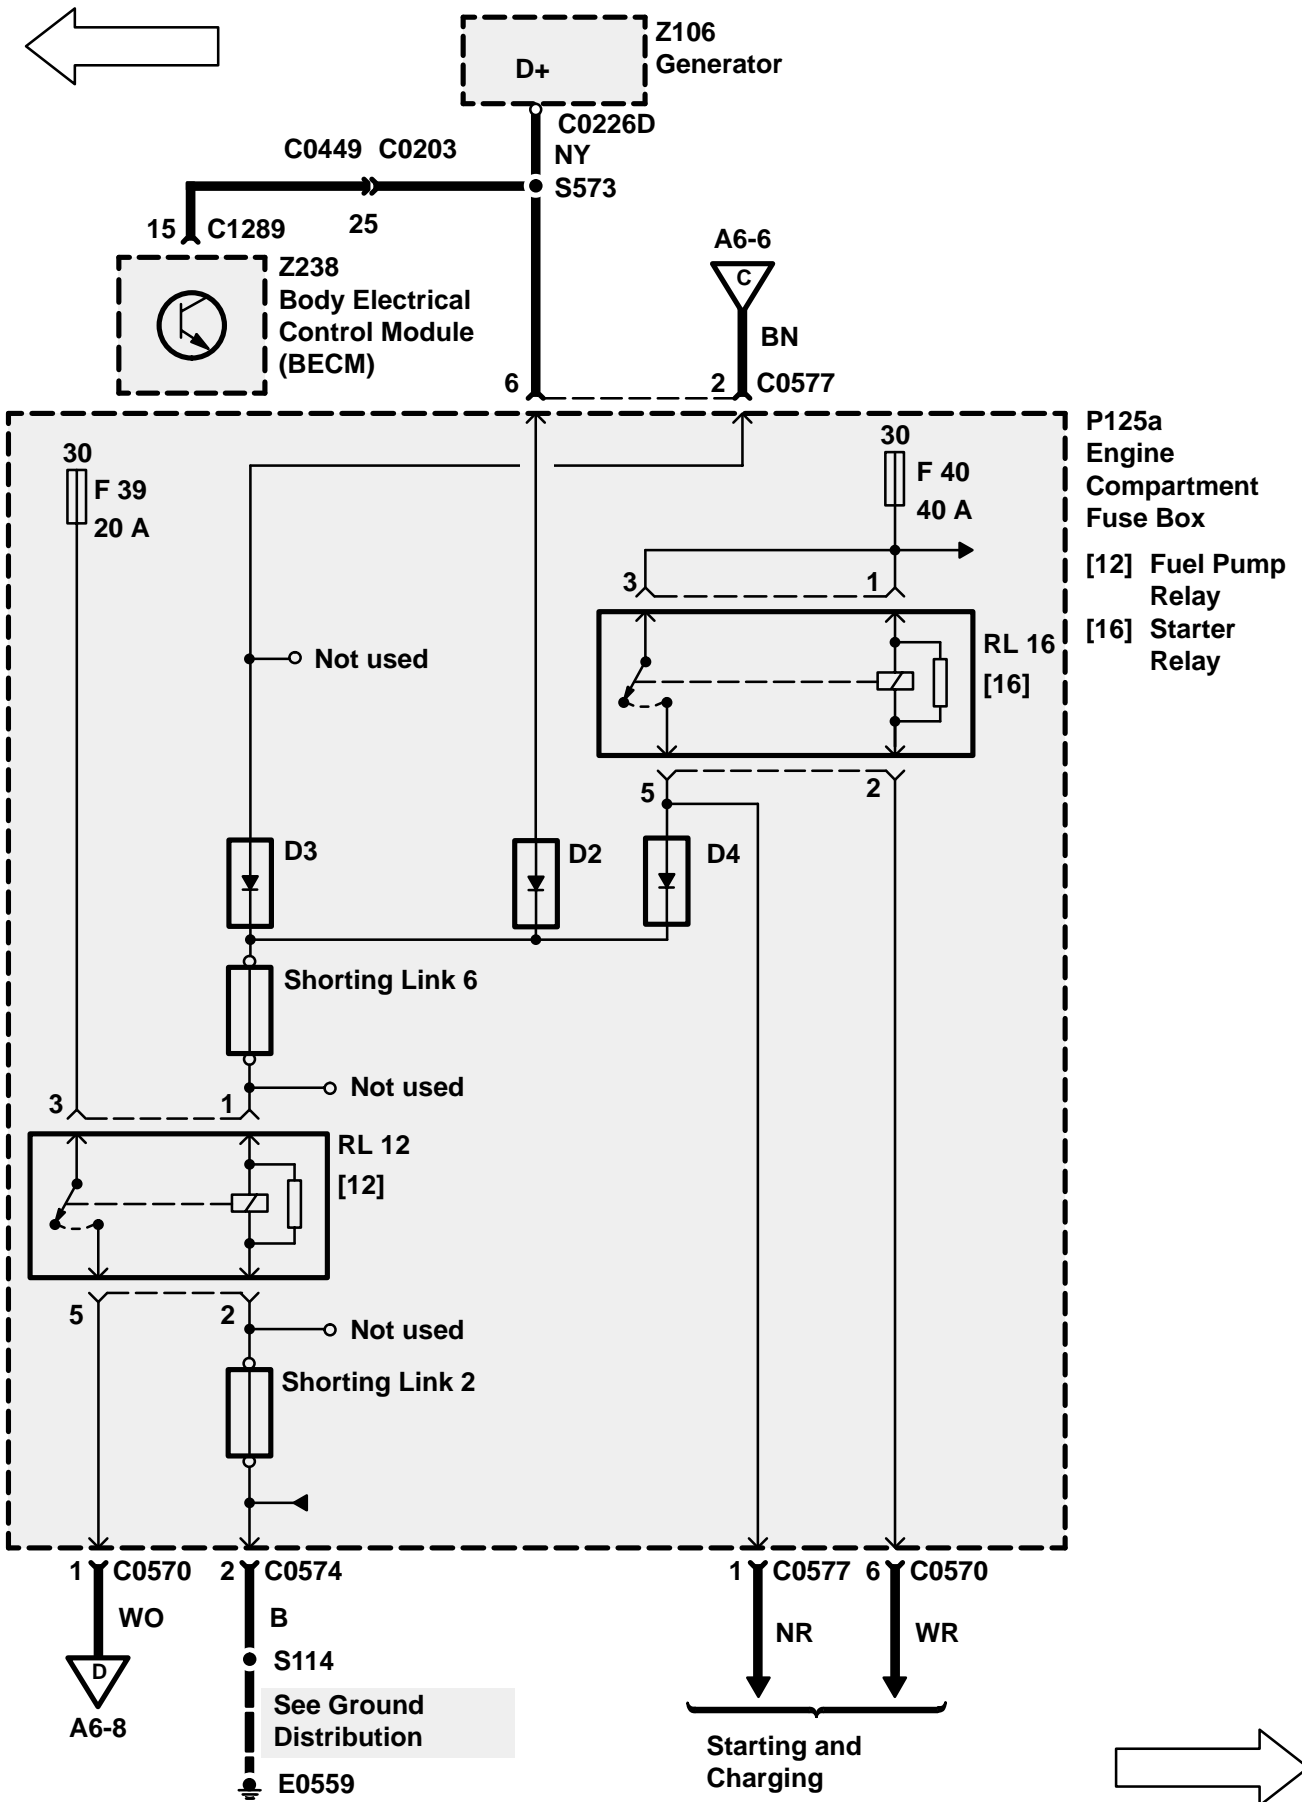 Z106
Generator
D+
C0226D
NY
S573
C0449 C0203
25
15 C1289
Z238
Body Electrical
Control Module
(BECM)
A6-6
C
BN
6
2 C0577
P125a
Engine
Compartment
Fuse Box
[12] Fuel Pump
Relay
[16] Starter
Relay
30
F 39
20 A
30
F 40
40 A
3
1
Not used
RL 16
[16]
5
2
D3
D2
D4
Shorting Link 6
Not used
3
1
RL 12
[12]
5
2
Not used
Shorting Link 2
1 C0570
2 C0574
1 C0577
6 C0570
WO
B
NR
WR
D
A6-8
S114
See Ground
Distribution
E0559
Starting and
Charging